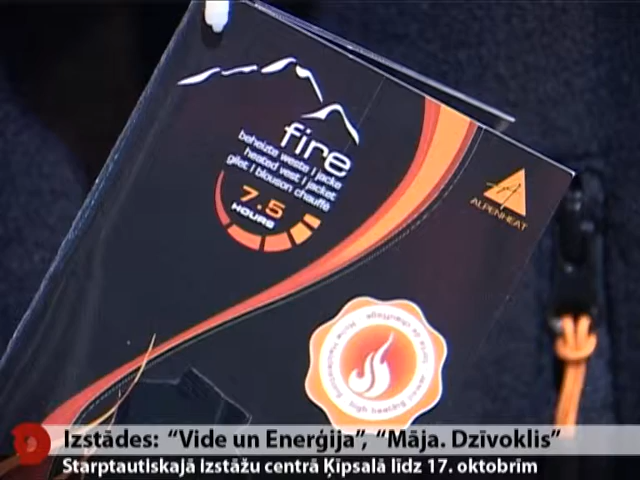 fire
beheizte weste | jacke
heated vest | jacket
gilet | blouson chauffé
7.5
HOURS
ALPENHEAT
high heating
Izstādes: “Vide un Enerģija”, “Māja. Dzīvoklis”
Starptautiskajā izstāžu centrā Ķīpsalā līdz 17. oktobrim